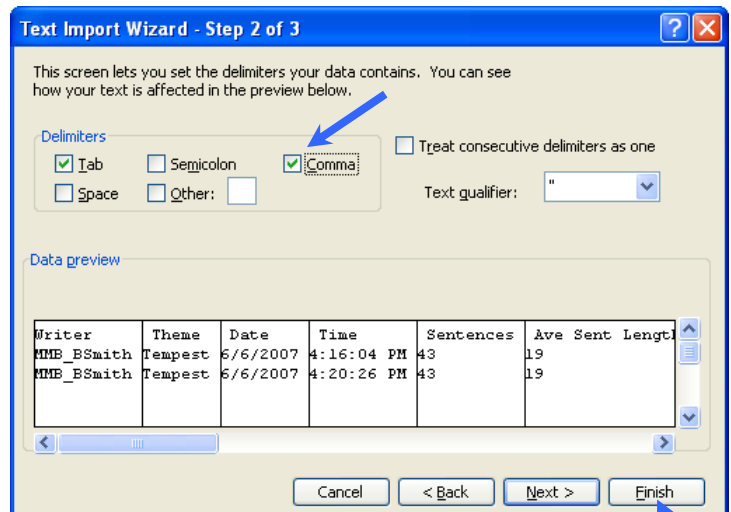 Text Import Wizard - Step 2 of 3
This screen lets you set the delimiters your data contains. You can see
how your text is affected in the preview below.
Delimiters
Tab Semicolon Comma
Space Other:
Treat consecutive delimiters as one
Text qualifier: "
Data preview
Writer Theme Date Time Sentences Ave Sent Lengtl
MMB_BSmith Tempest 6/6/2007 4:16:04 PM 43 19
MMB_BSmith Tempest 6/6/2007 4:20:26 PM 43 19
Cancel < Back Next > Finish